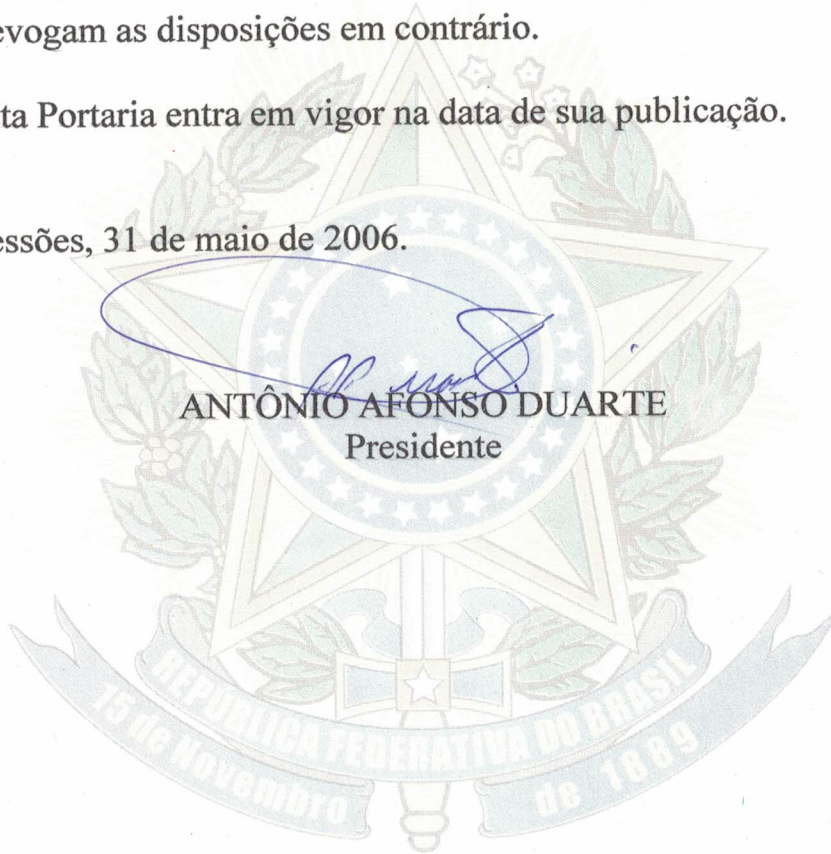 evogam as disposições em contrário.
ta Portaria entra em vigor na data de sua publicação.
essões, 31 de maio de 2006.
ANTÔNIO AFONSO DUARTE
Presidente
REPUBLICA FEDERATIVA DO BRASIL
15 de Novembro de 1889